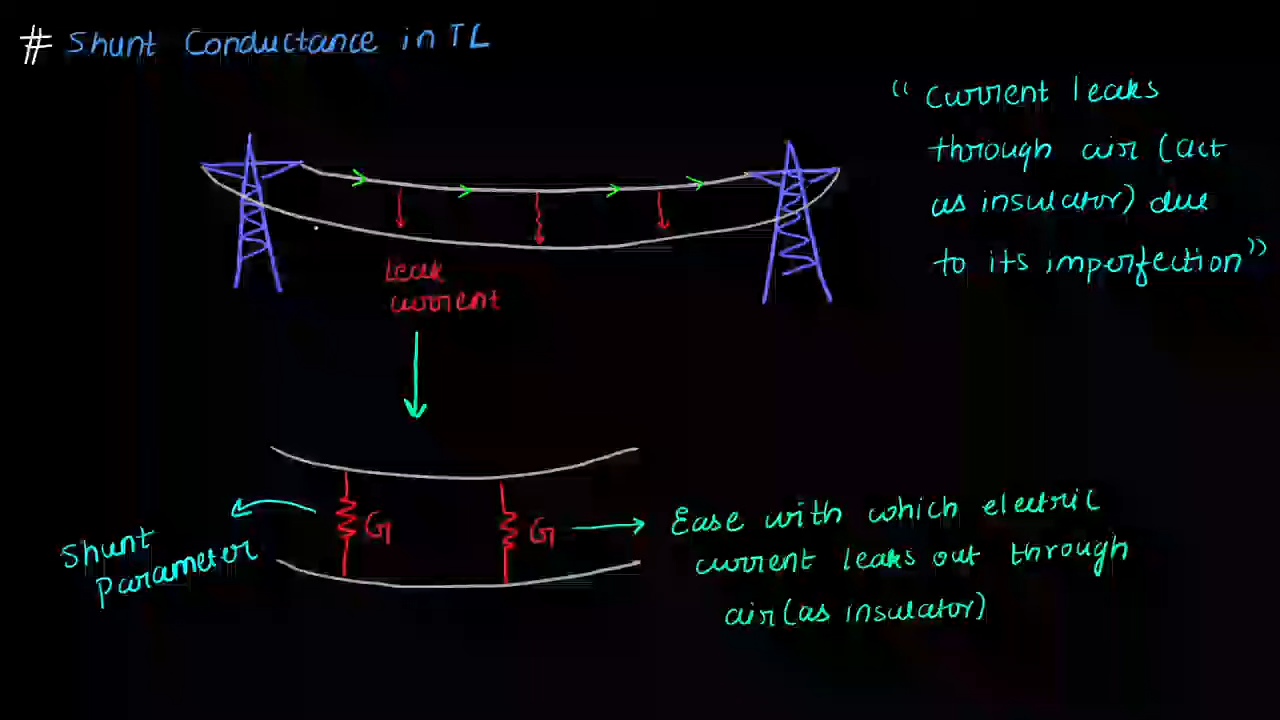 # Shunt Conductance in TL
“ Current leaks
through air (act
as insulator) due
to its imperfection”
Leak
current
G
G
Shunt
Parameter
Ease with which electric
current leaks out through
air (as insulator)